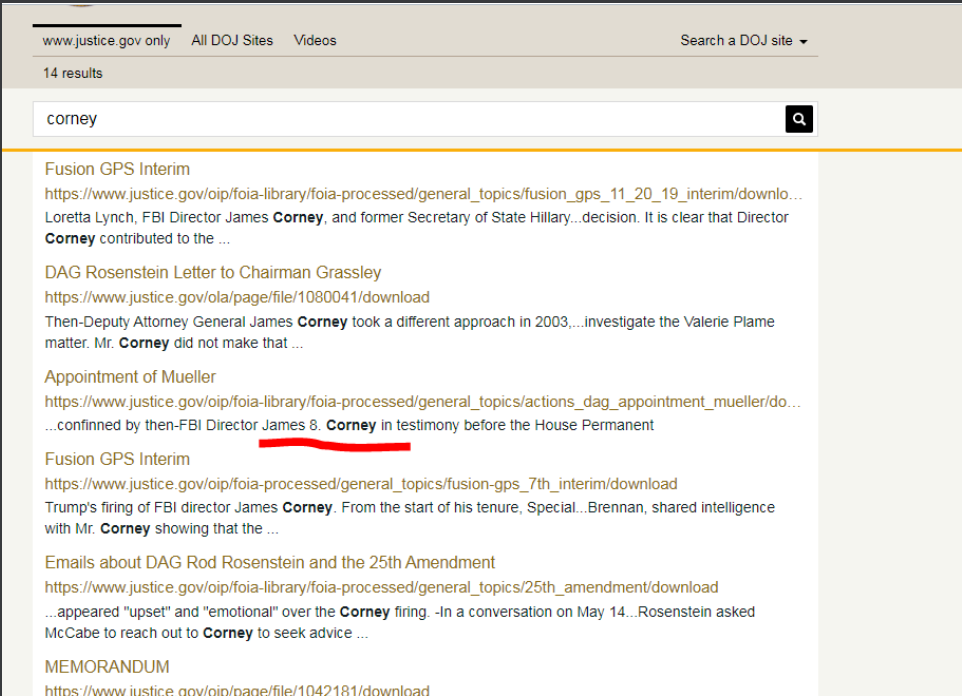 www.justice.gov only All DOJ Sites Videos Search a DOJ site
14 results
corney
Fusion GPS Interim
https://www.justice.gov/oip/foia-library/foia-processed/general_topics/fusion_gps_11_20_19_interim/downlo...
Loretta Lynch, FBI Director James Corney, and former Secretary of State Hillary...decision. It is clear that Director
Corney contributed to the ...
DAG Rosenstein Letter to Chairman Grassley
https://www.justice.gov/ola/page/file/1080041/download
Then-Deputy Attorney General James Corney took a different approach in 2003,...investigate the Valerie Plame
matter. Mr. Corney did not make that ...
Appointment of Mueller
https://www.justice.gov/oip/foia-library/foia-processed/general_topics/actions_dag_appointment_mueller/do...
...confinned by then-FBI Director James 8. Corney in testimony before the House Permanent
Fusion GPS Interim
https://www.justice.gov/oip/foia-processed/general_topics/fusion-gps_7th_interim/download
Trump's firing of FBI director James Corney. From the start of his tenure, Special...Brennan, shared intelligence
with Mr. Corney showing that the ...
Emails about DAG Rod Rosenstein and the 25th Amendment
https://www.justice.gov/oip/foia-library/foia-processed/general_topics/25th_amendment/download
...appeared "upset" and "emotional" over the Corney firing. -In a conversation on May 14...Rosenstein asked
McCabe to reach out to Corney to seek advice ...
MEMORANDUM
https://www.justice.gov/oip/page/file/1042181/download